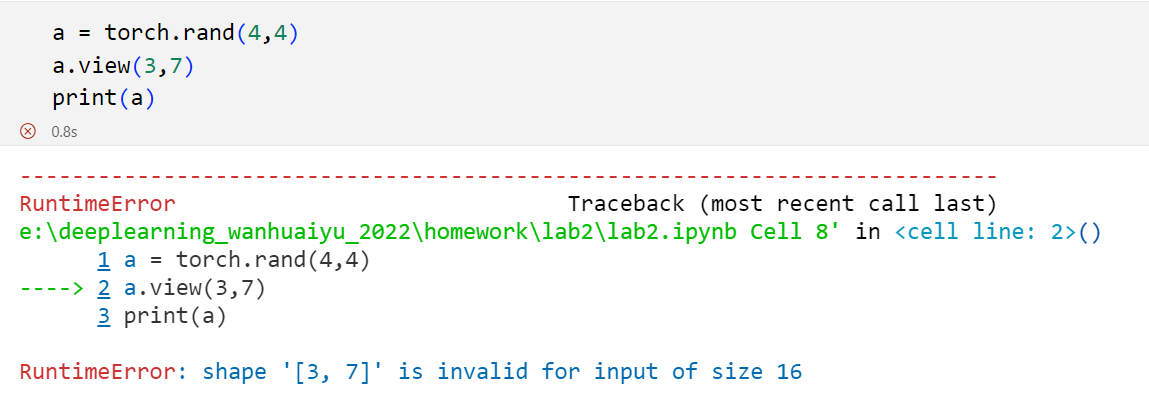 a = torch.rand(4,4)
a.view(3,7)
print(a)
0.8s
---------------------------------------------------------------------------
RuntimeError Traceback (most recent call last)
e:\deeplearning_wanhuaiyu_2022\homework\lab2\lab2.ipynb Cell 8' in <cell line: 2>()
1 a = torch.rand(4,4)
----> 2 a.view(3,7)
3 print(a)
RuntimeError: shape '[3, 7]' is invalid for input of size 16